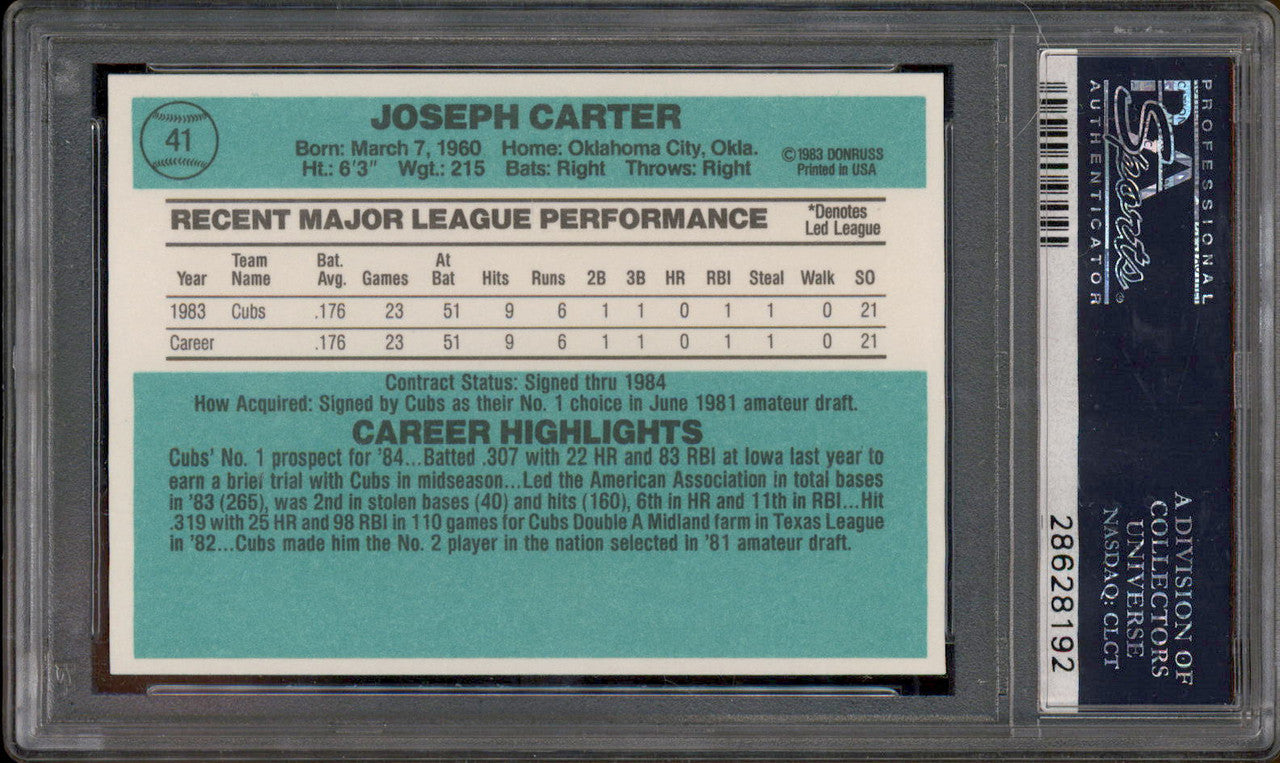 41
JOSEPH CARTER
Born: March 7, 1960 Home: Oklahoma City, Okla.
Ht.: 6'3" Wgt.: 215 Bats: Right Throws: Right
©1983 DONRUSS
Printed in USA
RECENT MAJOR LEAGUE PERFORMANCE
*Denotes
Led League
Year Team Name Bat. Avg. Games At Bat Hits Runs 2B 3B HR RBI Steal Walk SO
1983 Cubs .176 23 51 9 6 1 1 0 1 1 0 21
Career .176 23 51 9 6 1 1 0 1 1 0 21
Contract Status: Signed thru 1984
How Acquired: Signed by Cubs as their No. 1 choice in June 1981 amateur draft.
CAREER HIGHLIGHTS
Cubs' No. 1 prospect for '84...Batted .307 with 22 HR and 83 RBI at Iowa last year to
earn a brief trial with Cubs in midseason...Led the American Association in total bases
in '83 (265), was 2nd in stolen bases (40) and hits (160), 6th in HR and 11th in RBI...Hit
.319 with 25 HR and 98 RBI in 110 games for Cubs Double A Midland farm in Texas League
in '82...Cubs made him the No. 2 player in the nation selected in '81 amateur draft.
PROFESSIONAL
PSA
Sports®
AUTHENTICATOR
A DIVISION OF
COLLECTORS
UNIVERSE
NASDAQ: CLCT
28628192